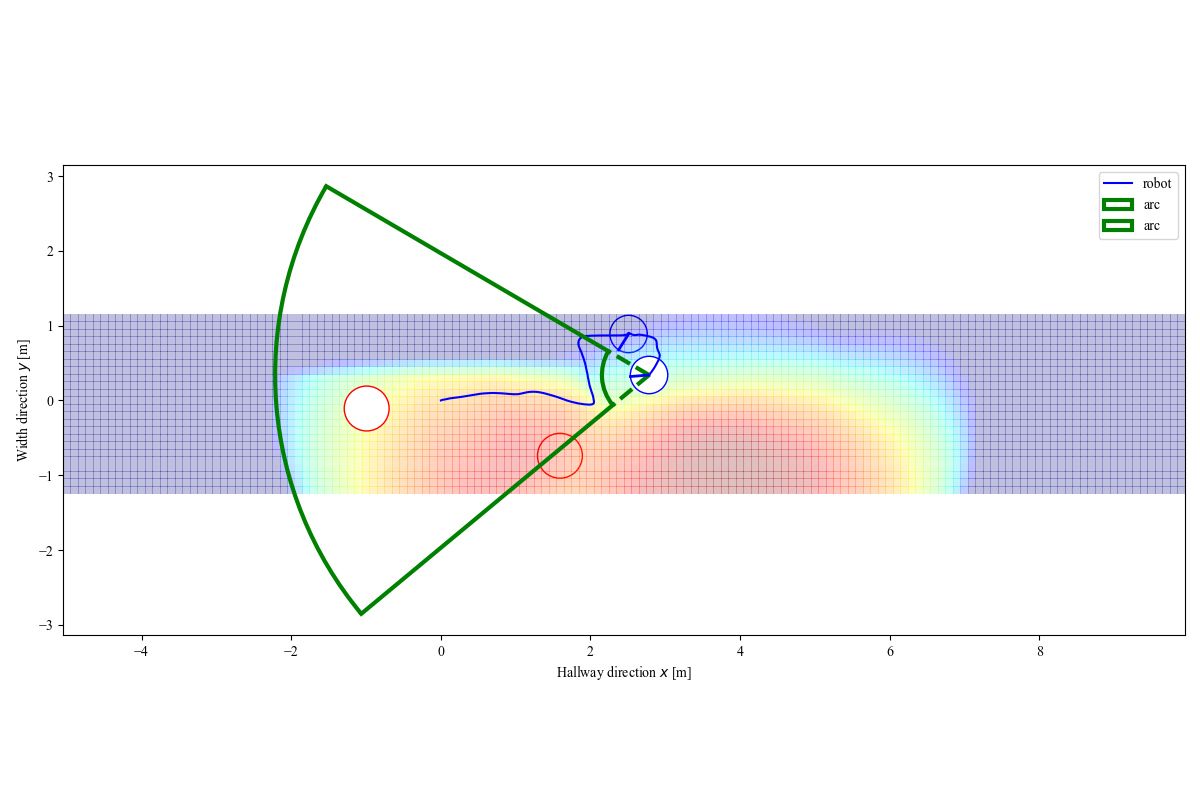 robot
arc
arc
3
2
1
0
−1
−2
−3
Width direction y [m]
−4 −2 0 2 4 6 8
Hallway direction x [m]